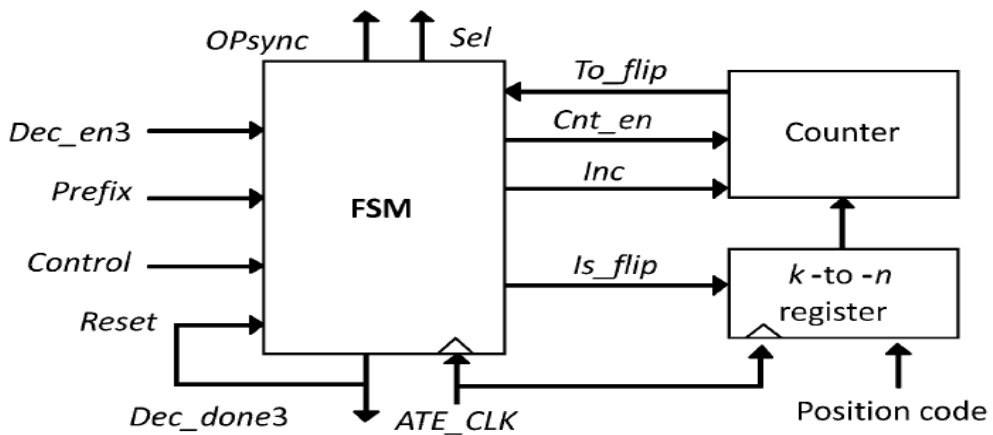 OPsync
Sel
Dec_en3
Prefix
Control
Reset
FSM
To_flip
Cnt_en
Inc
Is_flip
Counter
k -to -n
register
Dec_done3
ATE_CLK
Position code